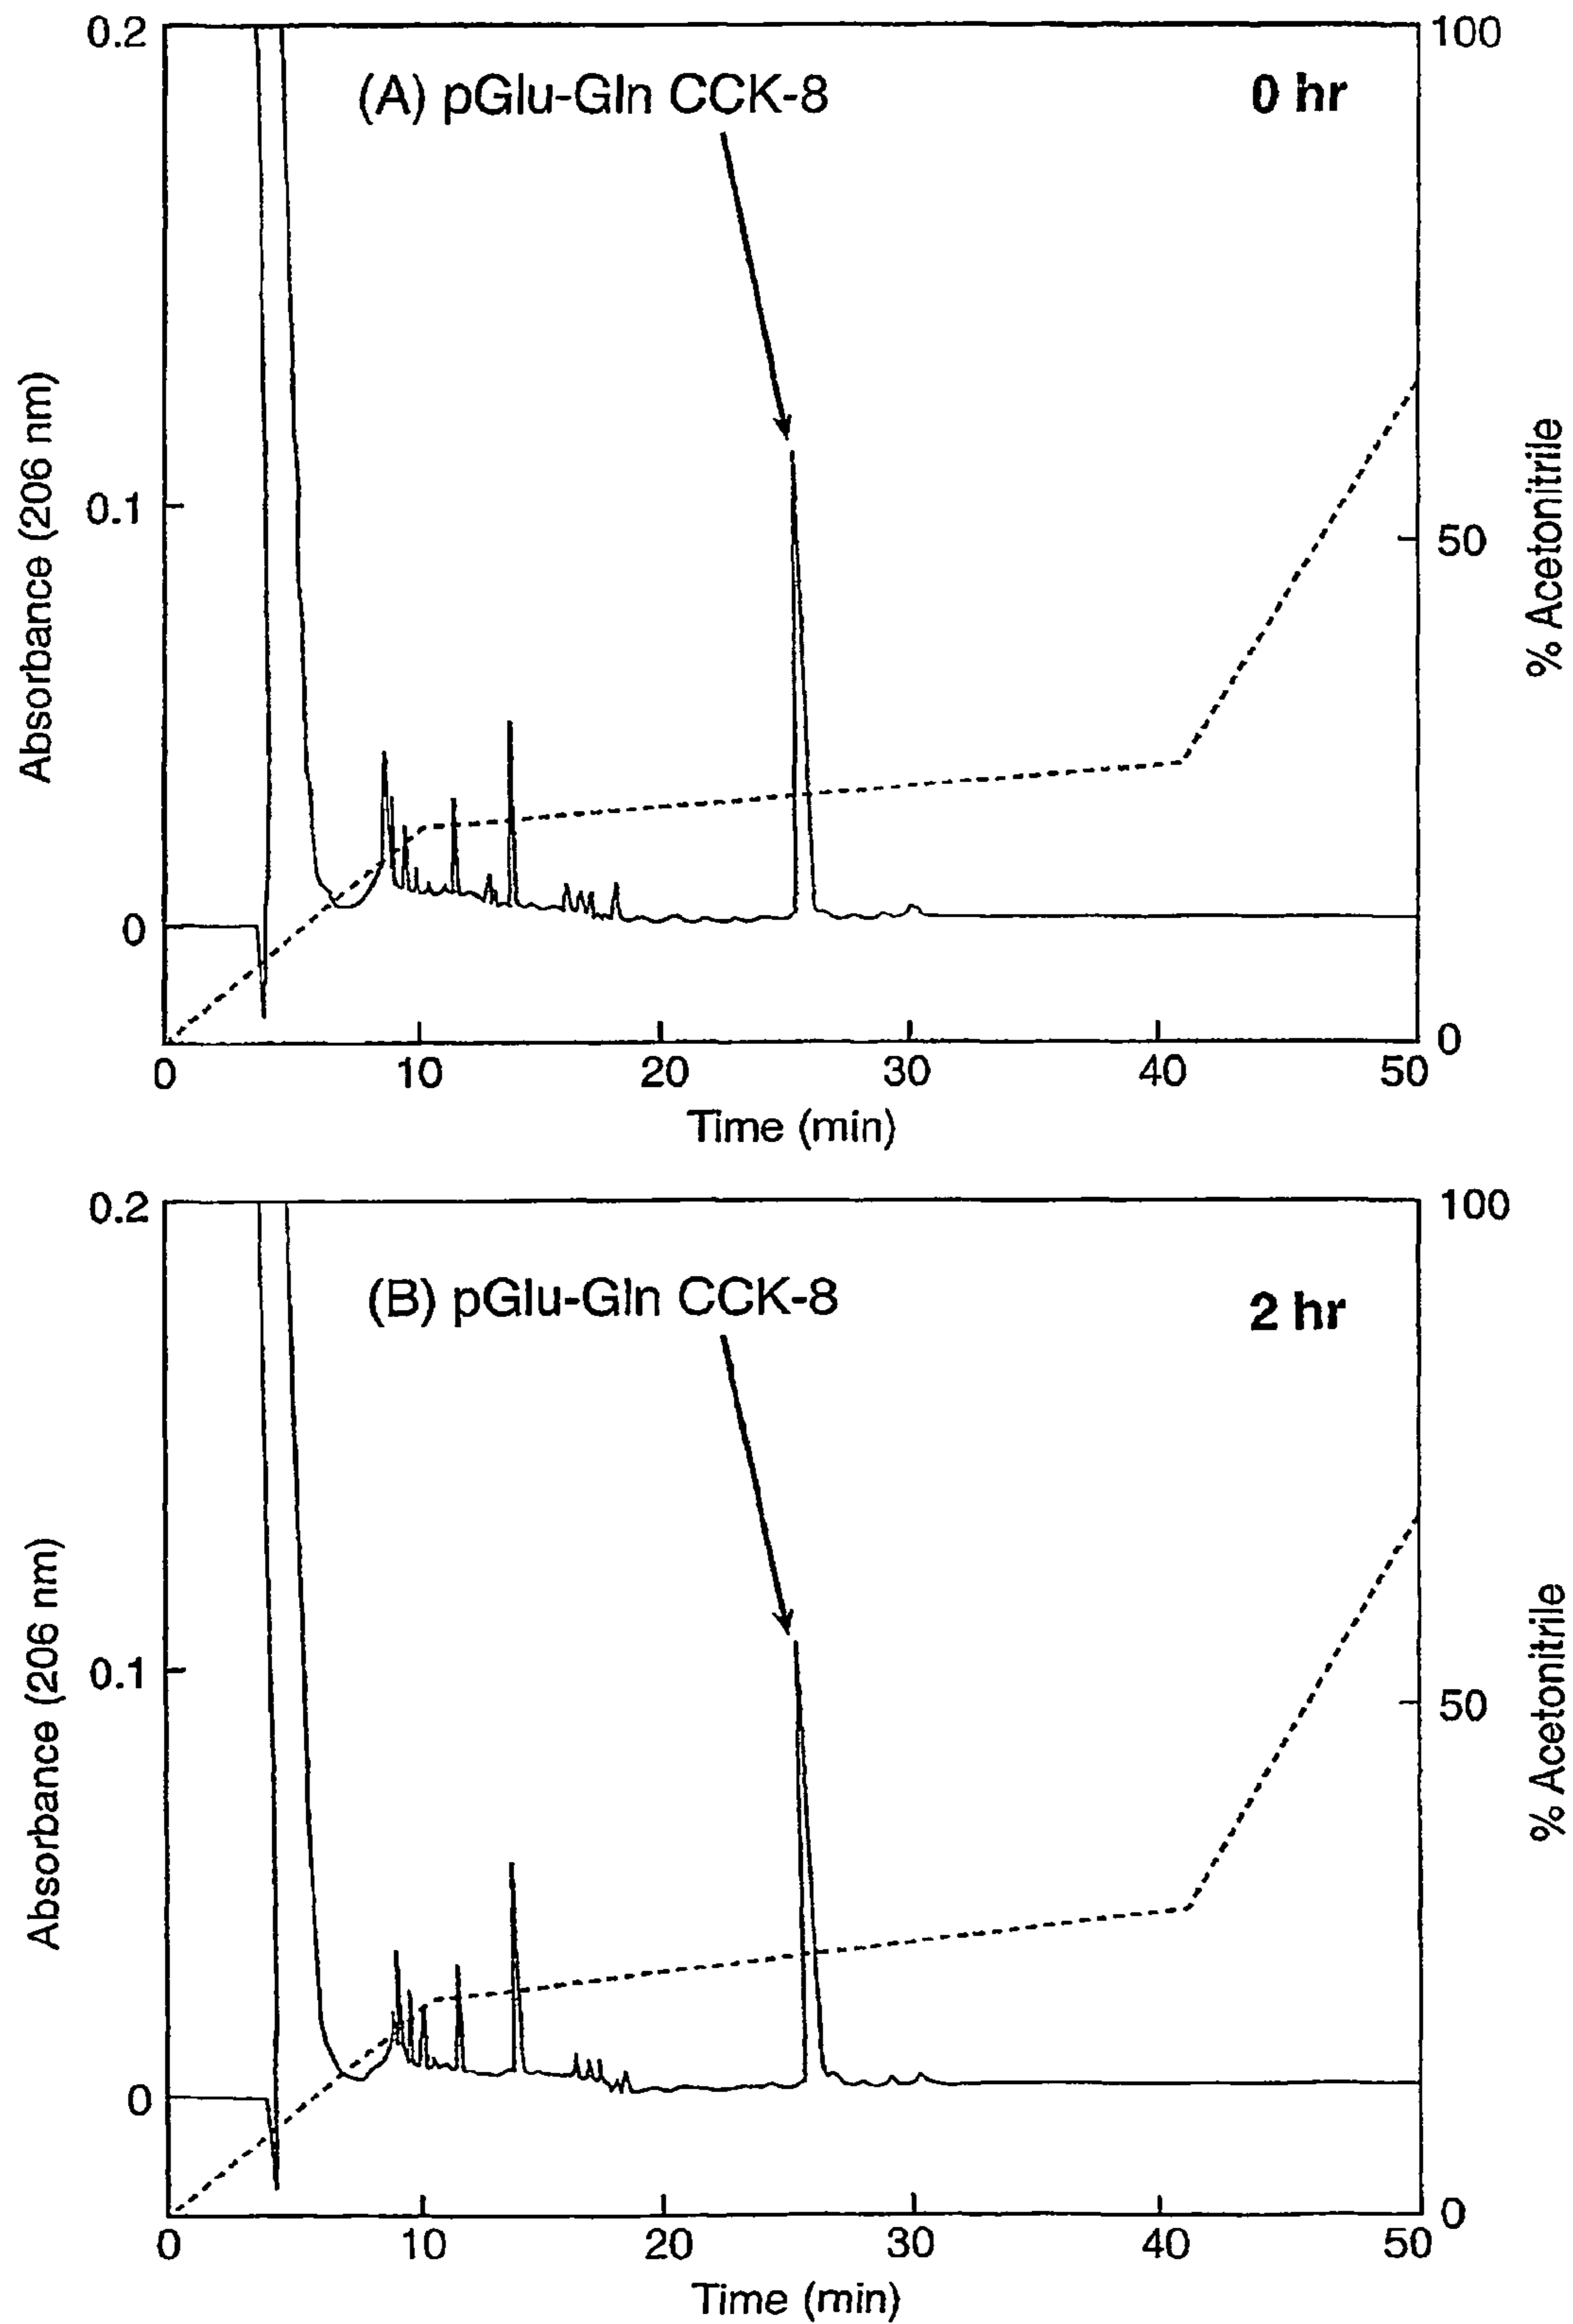 0.2
100
(A) pGlu-Gln CCK-8
0 hr
Absorbance (206 nm)
0.1
50
% Acetonitrile
0
0
0
10
20
30
40
50
Time (min)
0.2
100
(B) pGlu-Gln CCK-8
2 hr
Absorbance (206 nm)
0.1
50
% Acetonitrile
0
0
0
10
20
30
40
50
Time (min)